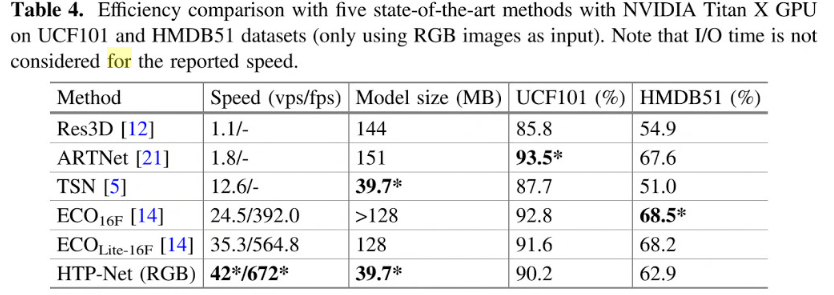 Table 4. Efficiency comparison with five state-of-the-art methods with NVIDIA Titan X GPU
on UCF101 and HMDB51 datasets (only using RGB images as input). Note that I/O time is not
considered for the reported speed.
Method Speed (vps/fps) Model size (MB) UCF101 (%) HMDB51 (%)
Res3D [12] 1.1/- 144 85.8 54.9
ARTNet [21] 1.8/- 151 93.5* 67.6
TSN [5] 12.6/- 39.7* 87.7 51.0
ECO16F [14] 24.5/392.0 >128 92.8 68.5*
ECOLite-16F [14] 35.3/564.8 128 91.6 68.2
HTP-Net (RGB) 42*/672* 39.7* 90.2 62.9